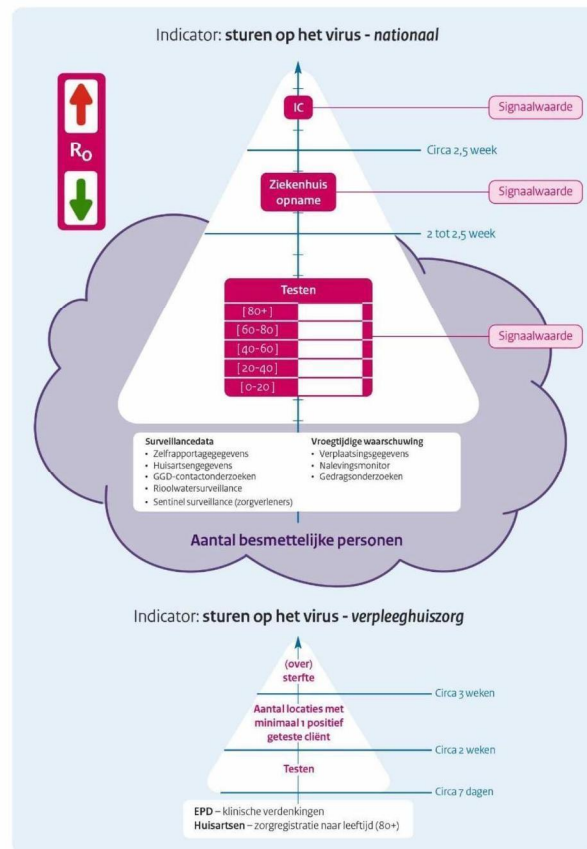 Indicator: sturen op het virus - nationaal
R0
IC
Signaalwaarde
Circa 2,5 week
Ziekenhuis
opname
Signaalwaarde
2 tot 2,5 week
Testen
[80+]
[60-80]
[40-60]
[20-40]
[0-20]
Signaalwaarde
Surveillancedata
• Zelfrapportagegegevens
• Huisartsengegevens
• GGD-contactonderzoeken
• Rioolwatersurveillance
• Sentinel surveillance (zorgverleners)
Vroegtijdige waarschuwing
• Verplaatsingsgegevens
• Nalevingsmonitor
• Gedragsonderzoeken
Aantal besmettelijke personen
Indicator: sturen op het virus - verpleeghuiszorg
(over)
sterfte
Circa 3 weken
Aantal locaties met
minimaal 1 positief
geteste cliënt
Circa 2 weken
Testen
Circa 7 dagen
EPD – klinische verdenkingen
Huisartsen – zorgregistratie naar leeftijd (80+)